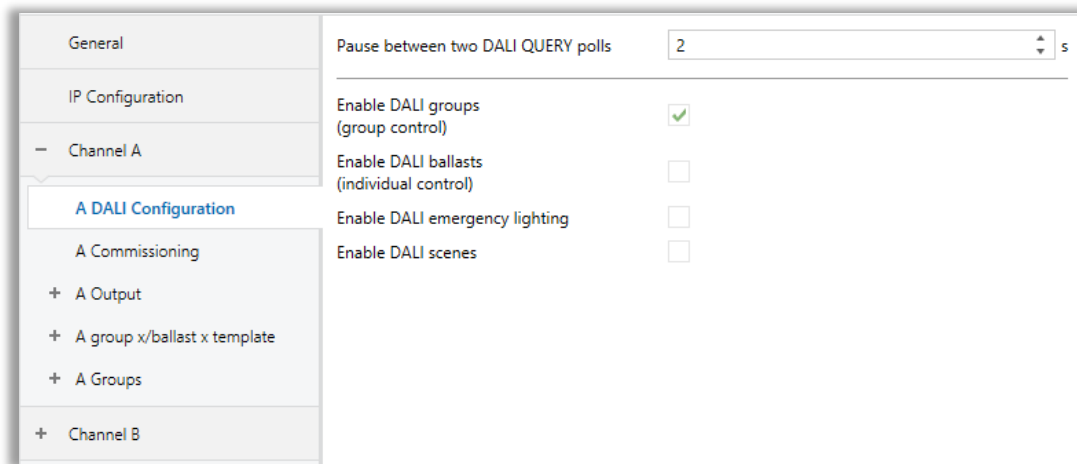 General
IP Configuration
− Channel A
A DALI Configuration
A Commissioning
+ A Output
+ A group x/ballast x template
+ A Groups
+ Channel B
Pause between two DALI QUERY polls 2 s
Enable DALI groups
(group control)
Enable DALI ballasts
(individual control)
Enable DALI emergency lighting
Enable DALI scenes